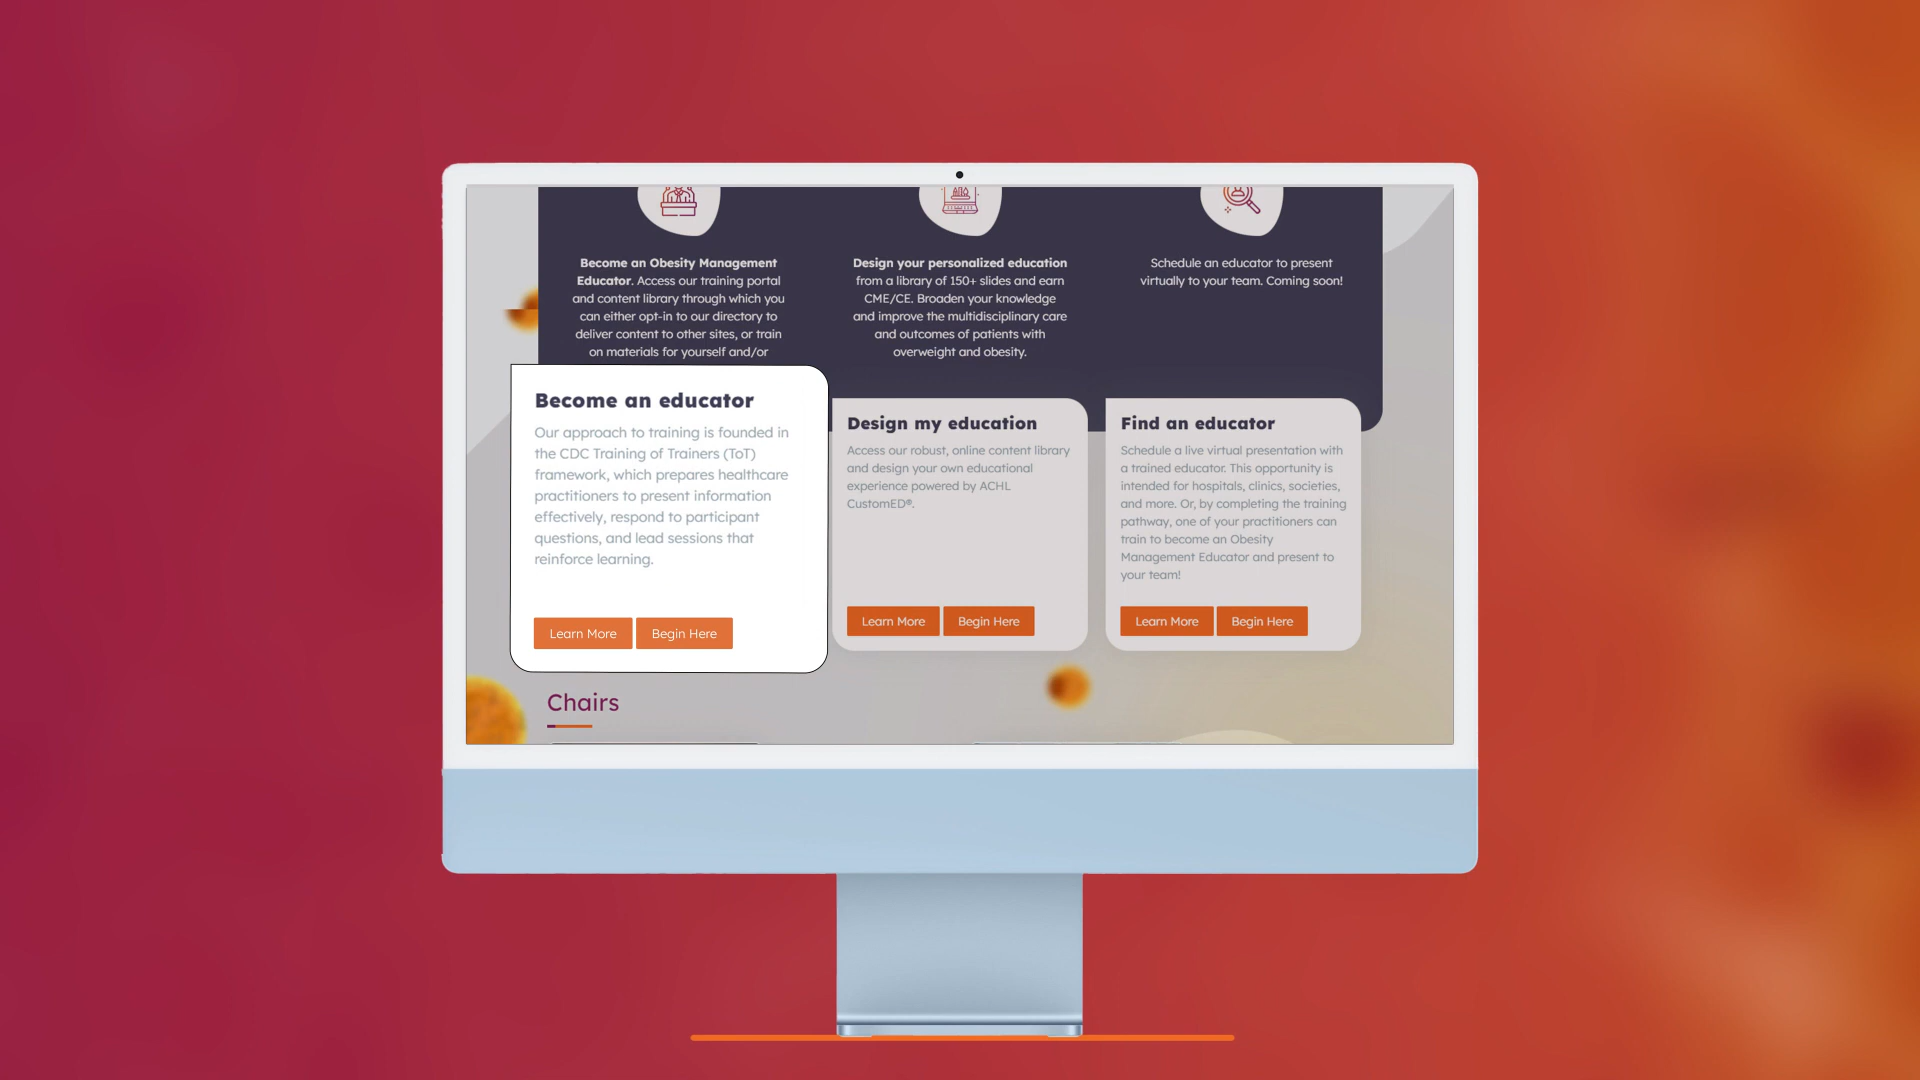 Become an Obesity Management
Educator. Access our training portal
and content library through which you
can either opt-in to our directory to
deliver content to other sites, or train
on materials for yourself and/or
Design your personalized education
from a library of 150+ slides and earn
CME/CE. Broaden your knowledge
and improve the multidisciplinary care
and outcomes of patients with
overweight and obesity.
Schedule an educator to present
virtually to your team. Coming soon!
Become an educator
Our approach to training is founded in
the CDC Training of Trainers (ToT)
framework, which prepares healthcare
practitioners to present information
effectively, respond to participant
questions, and lead sessions that
reinforce learning.
Learn More
Begin Here
Design my education
Access our robust, online content library
and design your own educational
experience powered by ACHL
CustomED®.
Learn More
Begin Here
Find an educator
Schedule a live virtual presentation with
a trained educator. This opportunity is
intended for hospitals, clinics, societies,
and more. Or, by completing the training
pathway, one of your practitioners can
train to become an Obesity
Management Educator and present to
your team!
Learn More
Begin Here
Chairs